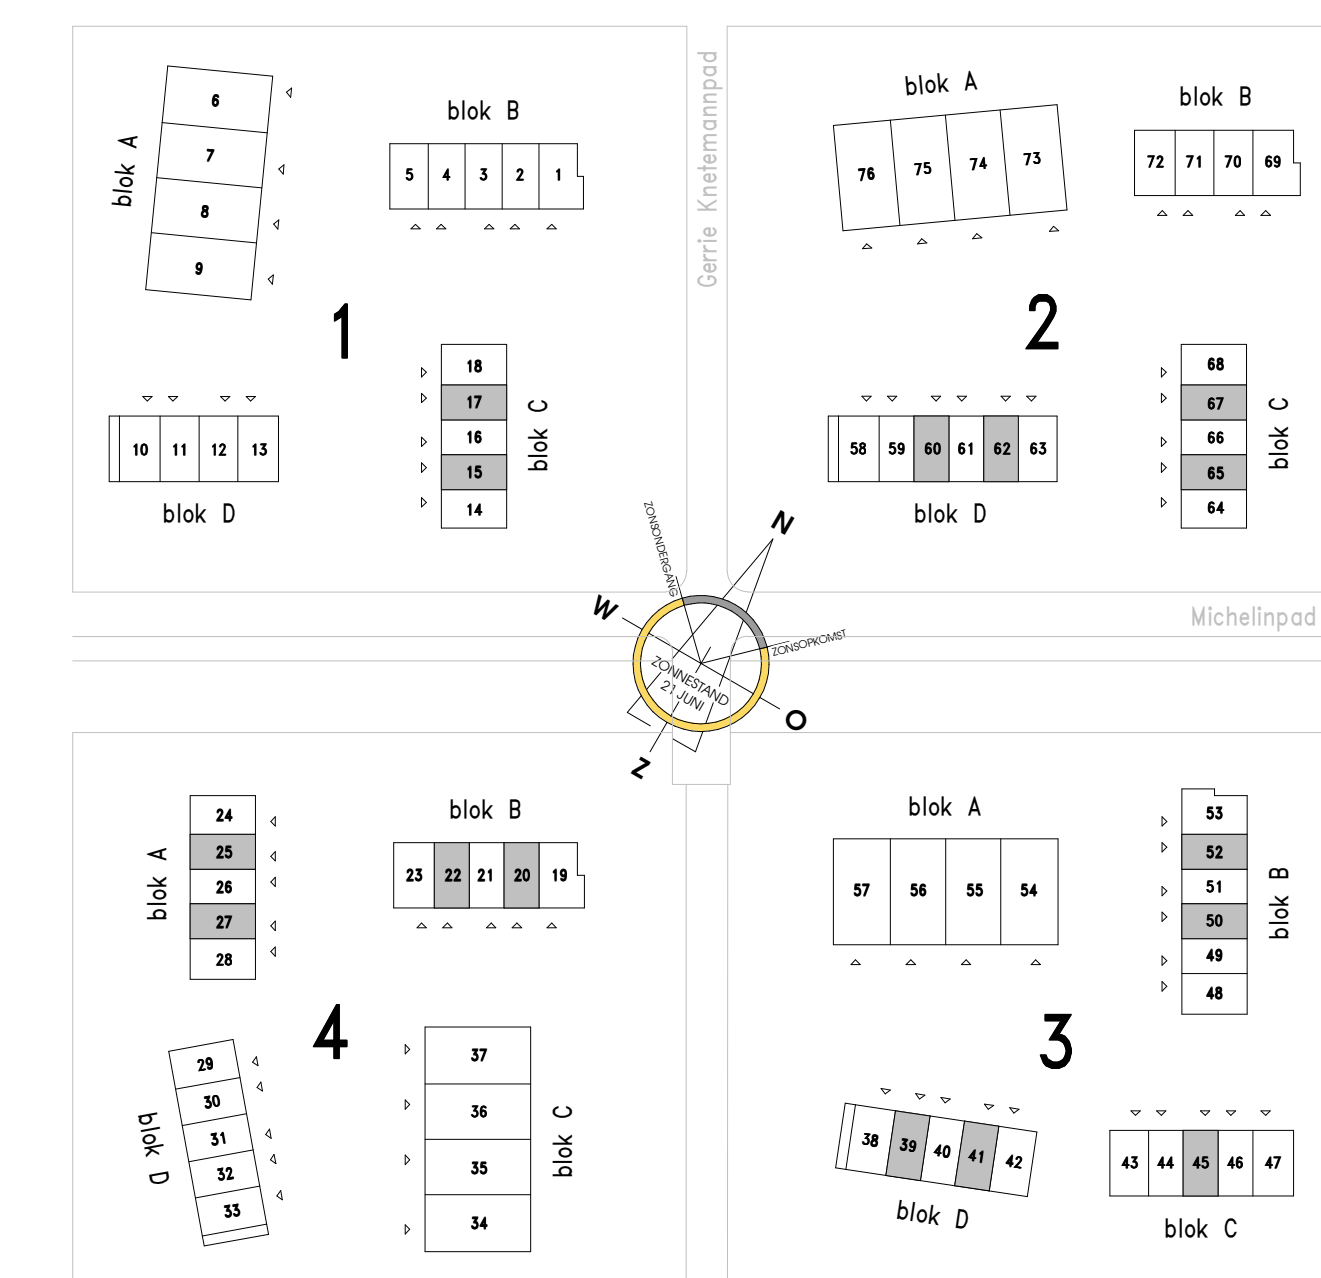 blok A
6
7
8
9
blok B
5 4 3 2 1
1
10 11 12 13
blok D
18
17
16
15
14
blok C
Gerrie Knetemannpad
blok A
76 75 74 73
blok B
72 71 70 69
2
58 59 60 61 62 63
blok D
68
67
66
65
64
blok C
Michelinpad
N
W
O
Z
ZONSONDERGANG
ZONSOPKOMST
ZONNESTAND
21 JUNI
blok A
24
25
26
27
28
blok B
23 22 21 20 19
4
29
30
31
32
33
blok D
37
36
35
34
blok C
blok A
57 56 55 54
53
52
51
50
49
48
blok B
3
38 39 40 41 42
blok D
43 44 45 46 47
blok C